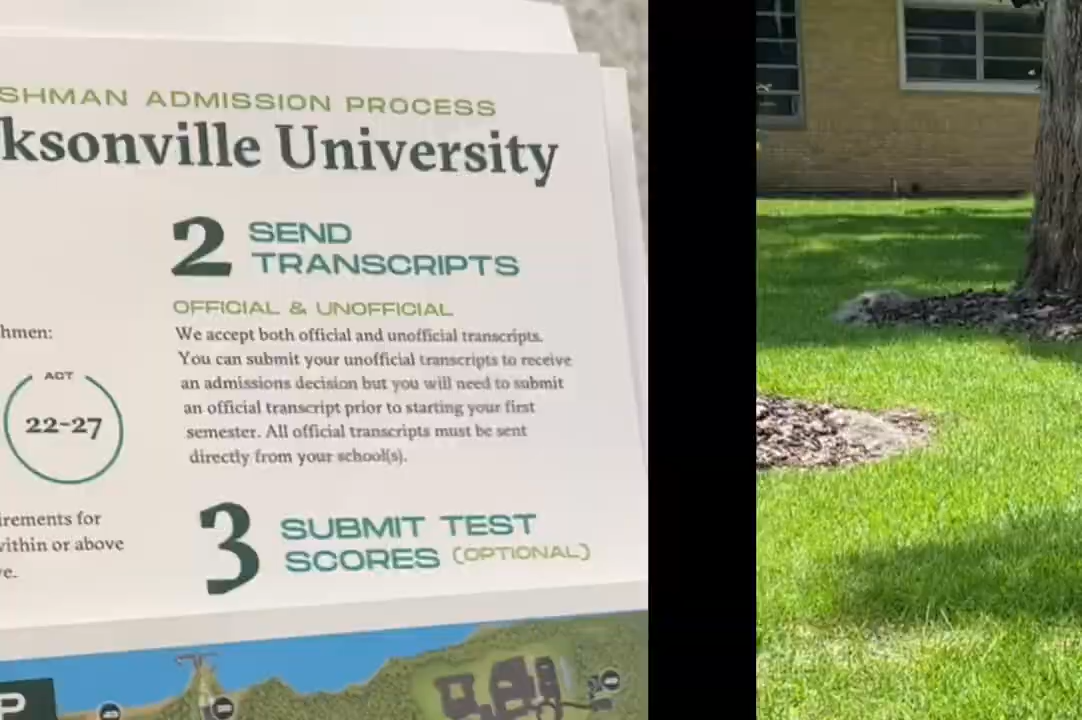 SHMAN ADMISSION PROCESS
ksonville University
2 SEND
TRANSCRIPTS
OFFICIAL & UNOFFICIAL
We accept both official and unofficial transcripts.
You can submit your unofficial transcripts to receive
an admissions decision but you will need to submit
an official transcript prior to starting your first
semester. All official transcripts must be sent
directly from your school(s).
hmen:
ACT
22-27
irements for
within or above
e.
3 SUBMIT TEST
SCORES (OPTIONAL)
P